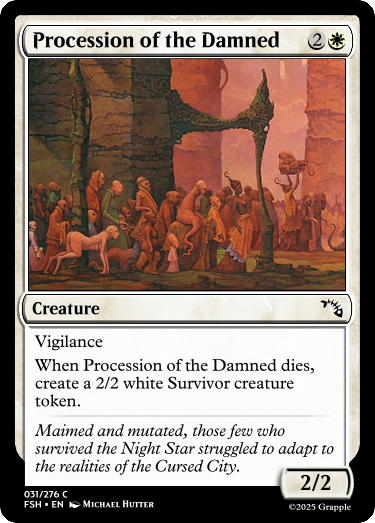 Procession of the Damned 2
Creature
Vigilance
When Procession of the Damned dies,
create a 2/2 white Survivor creature
token.
Maimed and mutated, those few who
survived the Night Star struggled to adapt to
the realities of the Cursed City.
2/2
031/276 C
FSH • EN Michael Hutter
©2025 Grapple